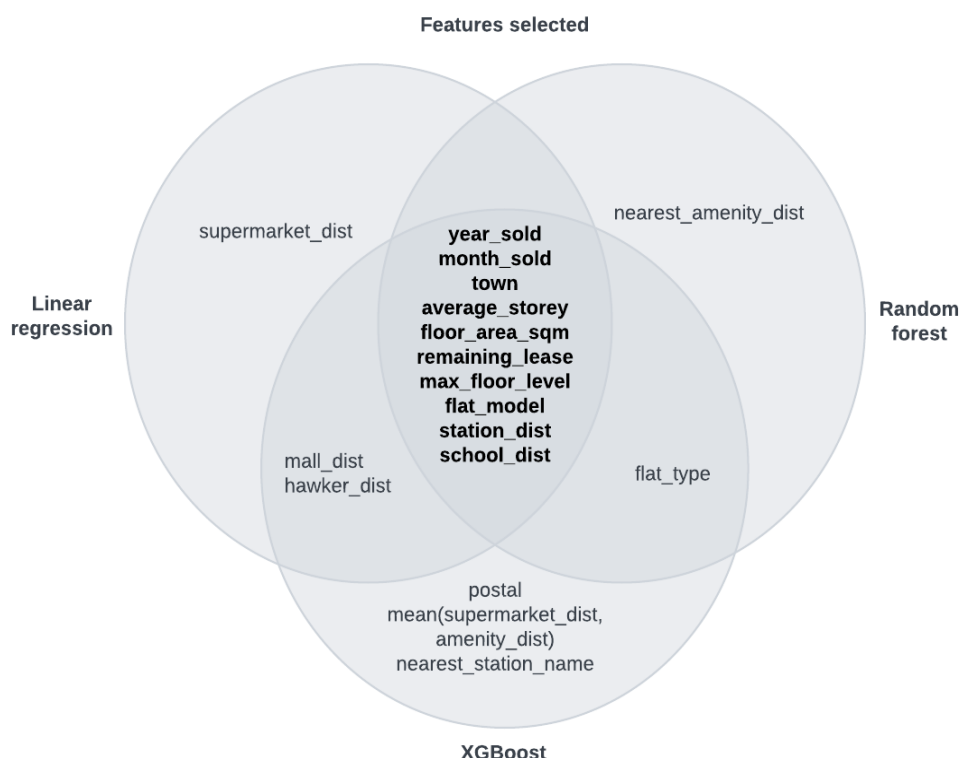 Features selected
supermarket_dist
nearest_amenity_dist
year_sold
month_sold
town
average_storey
floor_area_sqm
remaining_lease
max_floor_level
flat_model
station_dist
school_dist
Linear
regression
Random
forest
mall_dist
hawker_dist
flat_type
postal
mean(supermarket_dist,
amenity_dist)
nearest_station_name
XGBoost